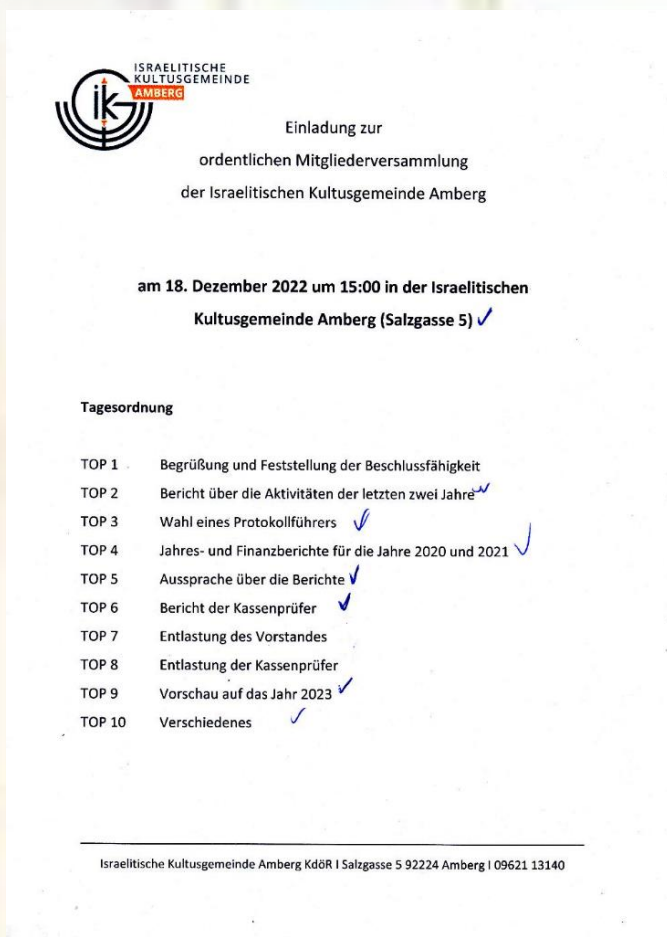 ISRAELITISCHE
KULTUSGEMEINDE
AMBERG
ik
Einladung zur
ordentlichen Mitgliederversammlung
der Israelitischen Kultusgemeinde Amberg
am 18. Dezember 2022 um 15:00 in der Israelitischen
Kultusgemeinde Amberg (Salzgasse 5)
Tagesordnung
TOP 1 Begrüßung und Feststellung der Beschlussfähigkeit
TOP 2 Bericht über die Aktivitäten der letzten zwei Jahre
TOP 3 Wahl eines Protokollführers
TOP 4 Jahres- und Finanzberichte für die Jahre 2020 und 2021
TOP 5 Aussprache über die Berichte
TOP 6 Bericht der Kassenprüfer
TOP 7 Entlastung des Vorstandes
TOP 8 Entlastung der Kassenprüfer
TOP 9 Vorschau auf das Jahr 2023
TOP 10 Verschiedenes
Israelitische Kultusgemeinde Amberg KdöR I Salzgasse 5 92224 Amberg I 09621 13140